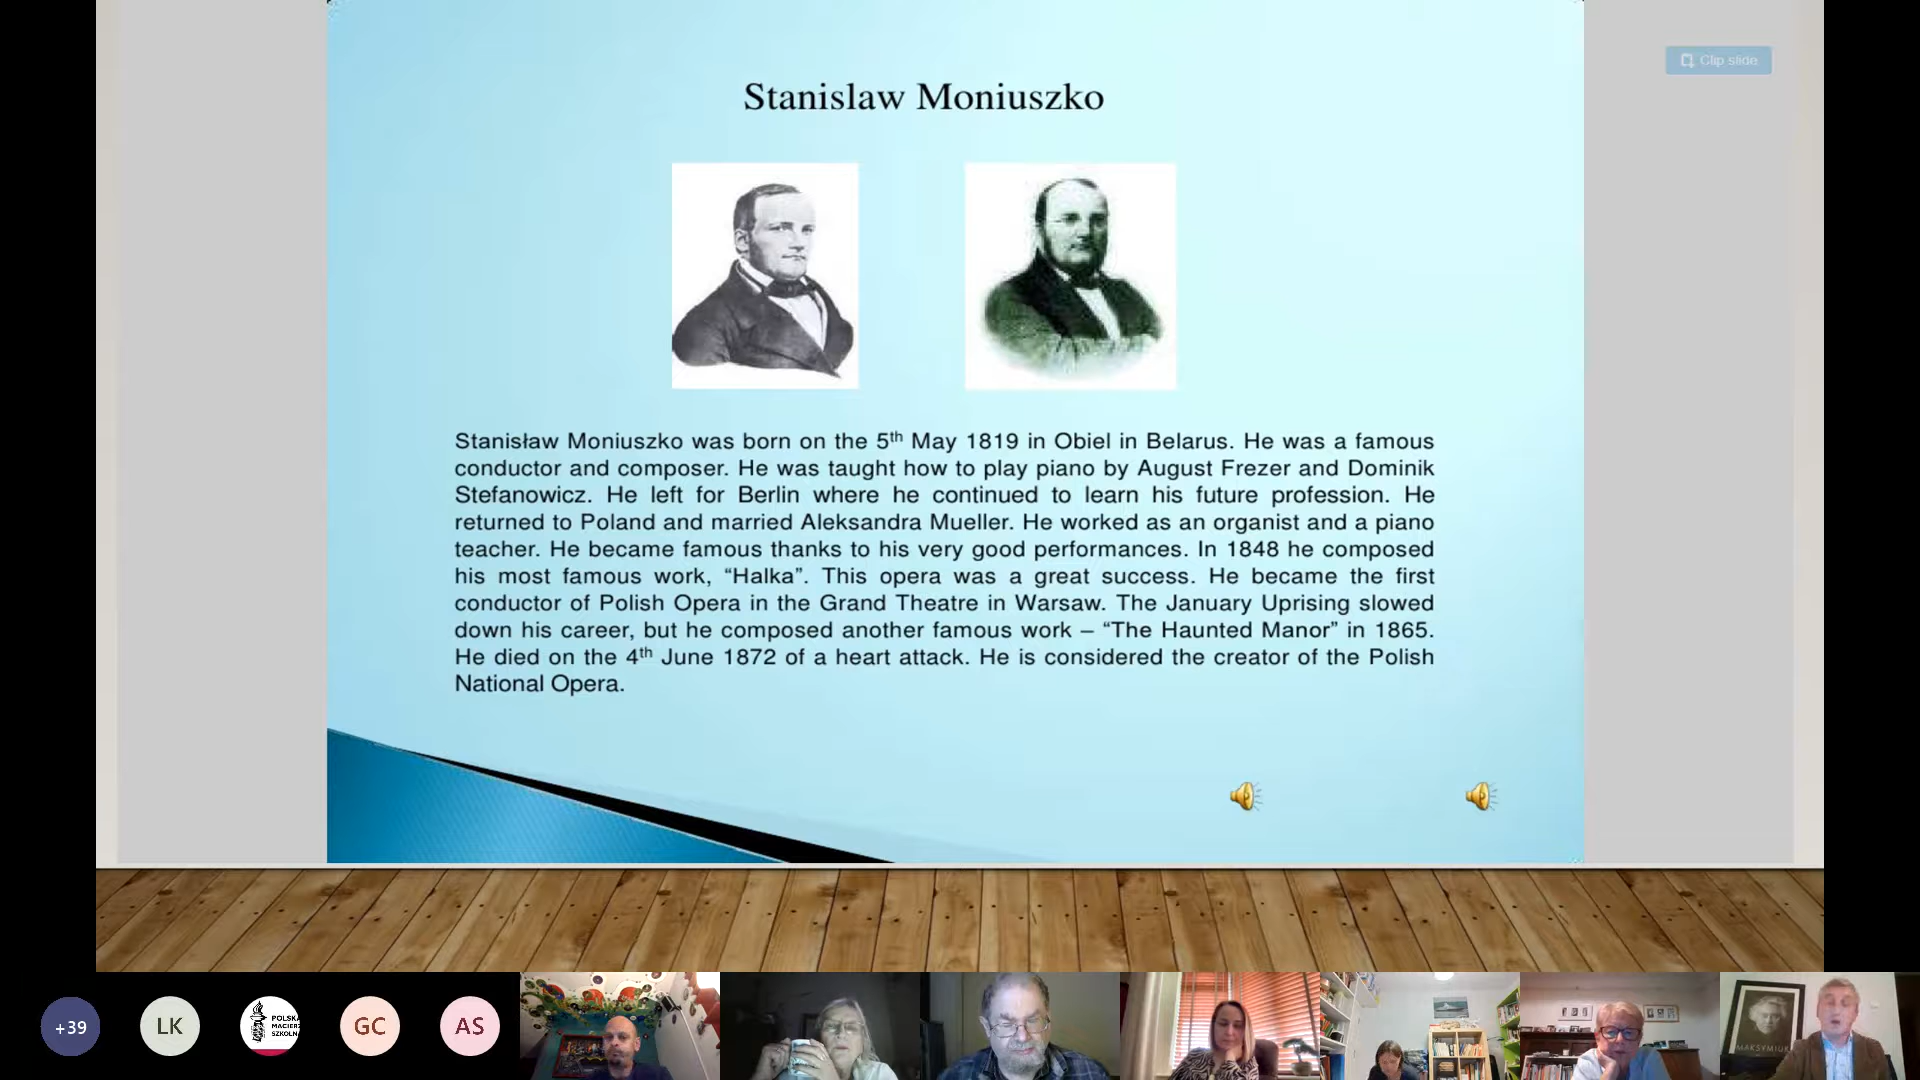 Clip slide
Stanislaw Moniuszko
Stanisław Moniuszko was born on the 5th May 1819 in Obiel in Belarus. He was a famous
conductor and composer. He was taught how to play piano by August Frezer and Dominik
Stefanowicz. He left for Berlin where he continued to learn his future profession. He
returned to Poland and married Aleksandra Mueller. He worked as an organist and a piano
teacher. He became famous thanks to his very good performances. In 1848 he composed
his most famous work, “Halka”. This opera was a great success. He became the first
conductor of Polish Opera in the Grand Theatre in Warsaw. The January Uprising slowed
down his career, but he composed another famous work – “The Haunted Manor” in 1865.
He died on the 4th June 1872 of a heart attack. He is considered the creator of the Polish
National Opera.
+39
LK
POLSKA
MACIERZ
SZKOLNA
GC
AS
MAKSYMIUK